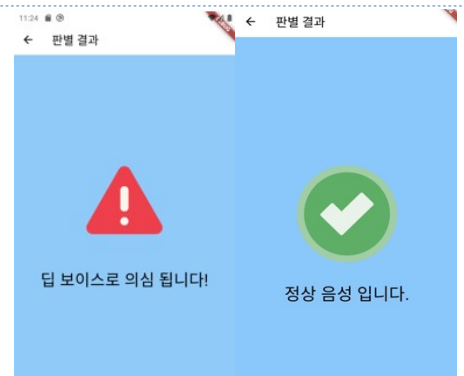 11:24
← 판별 결과
딥 보이스로 의심 됩니다!
← 판별 결과
정상 음성 입니다.